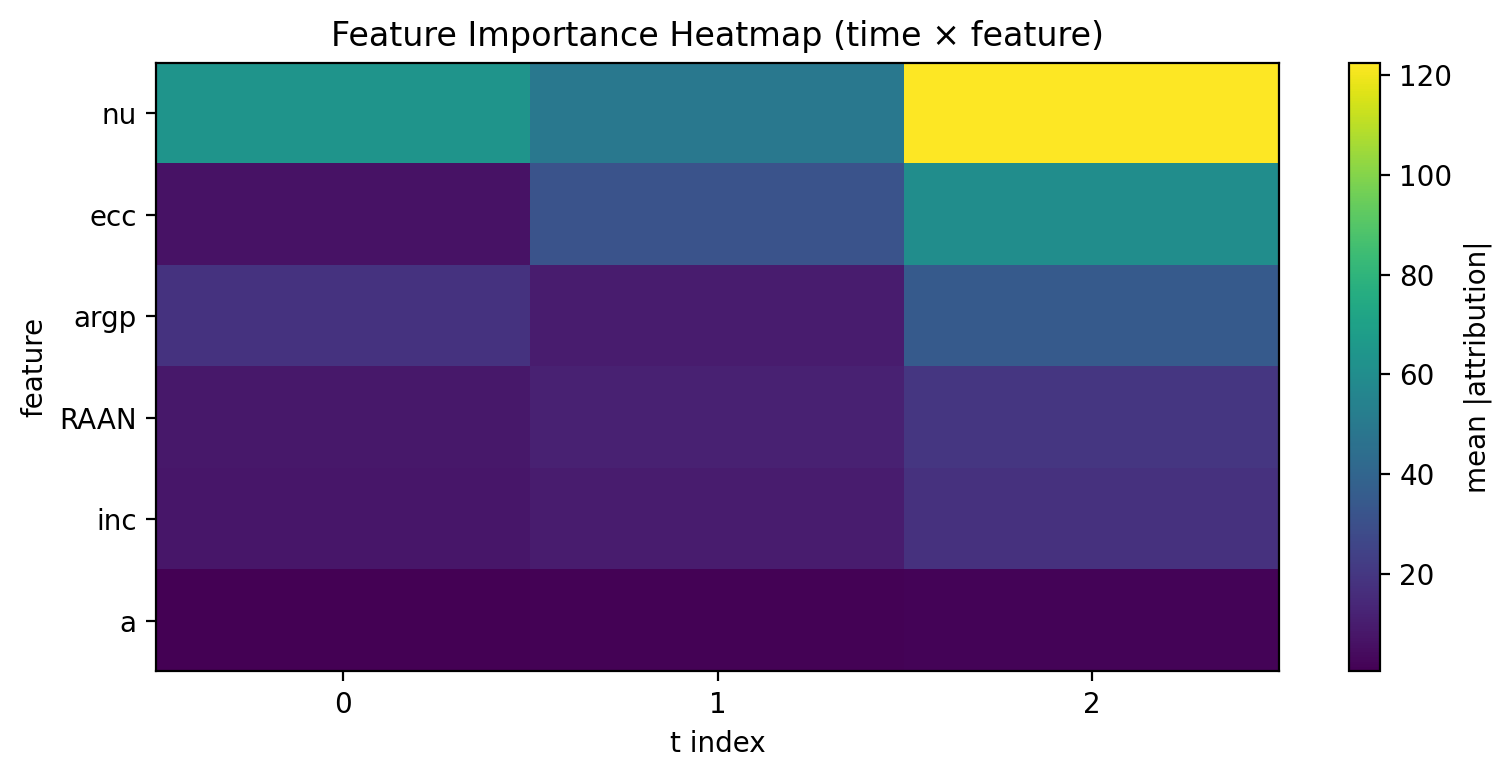 Feature Importance Heatmap (time × feature)
feature
nu
ecc
argp
RAAN
inc
a
0 1 2
t index
120
100
80
60
40
20
mean |attribution|